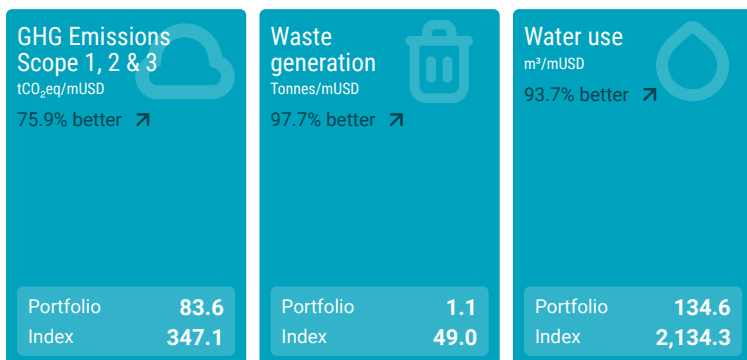 GHG Emissions
Scope 1, 2 & 3
tCO₂eq/mUSD
75.9% better
Portfolio 83.6
Index 347.1
Waste
generation
Tonnes/mUSD
97.7% better
Portfolio 1.1
Index 49.0
Water use
m³/mUSD
93.7% better
Portfolio 134.6
Index 2,134.3